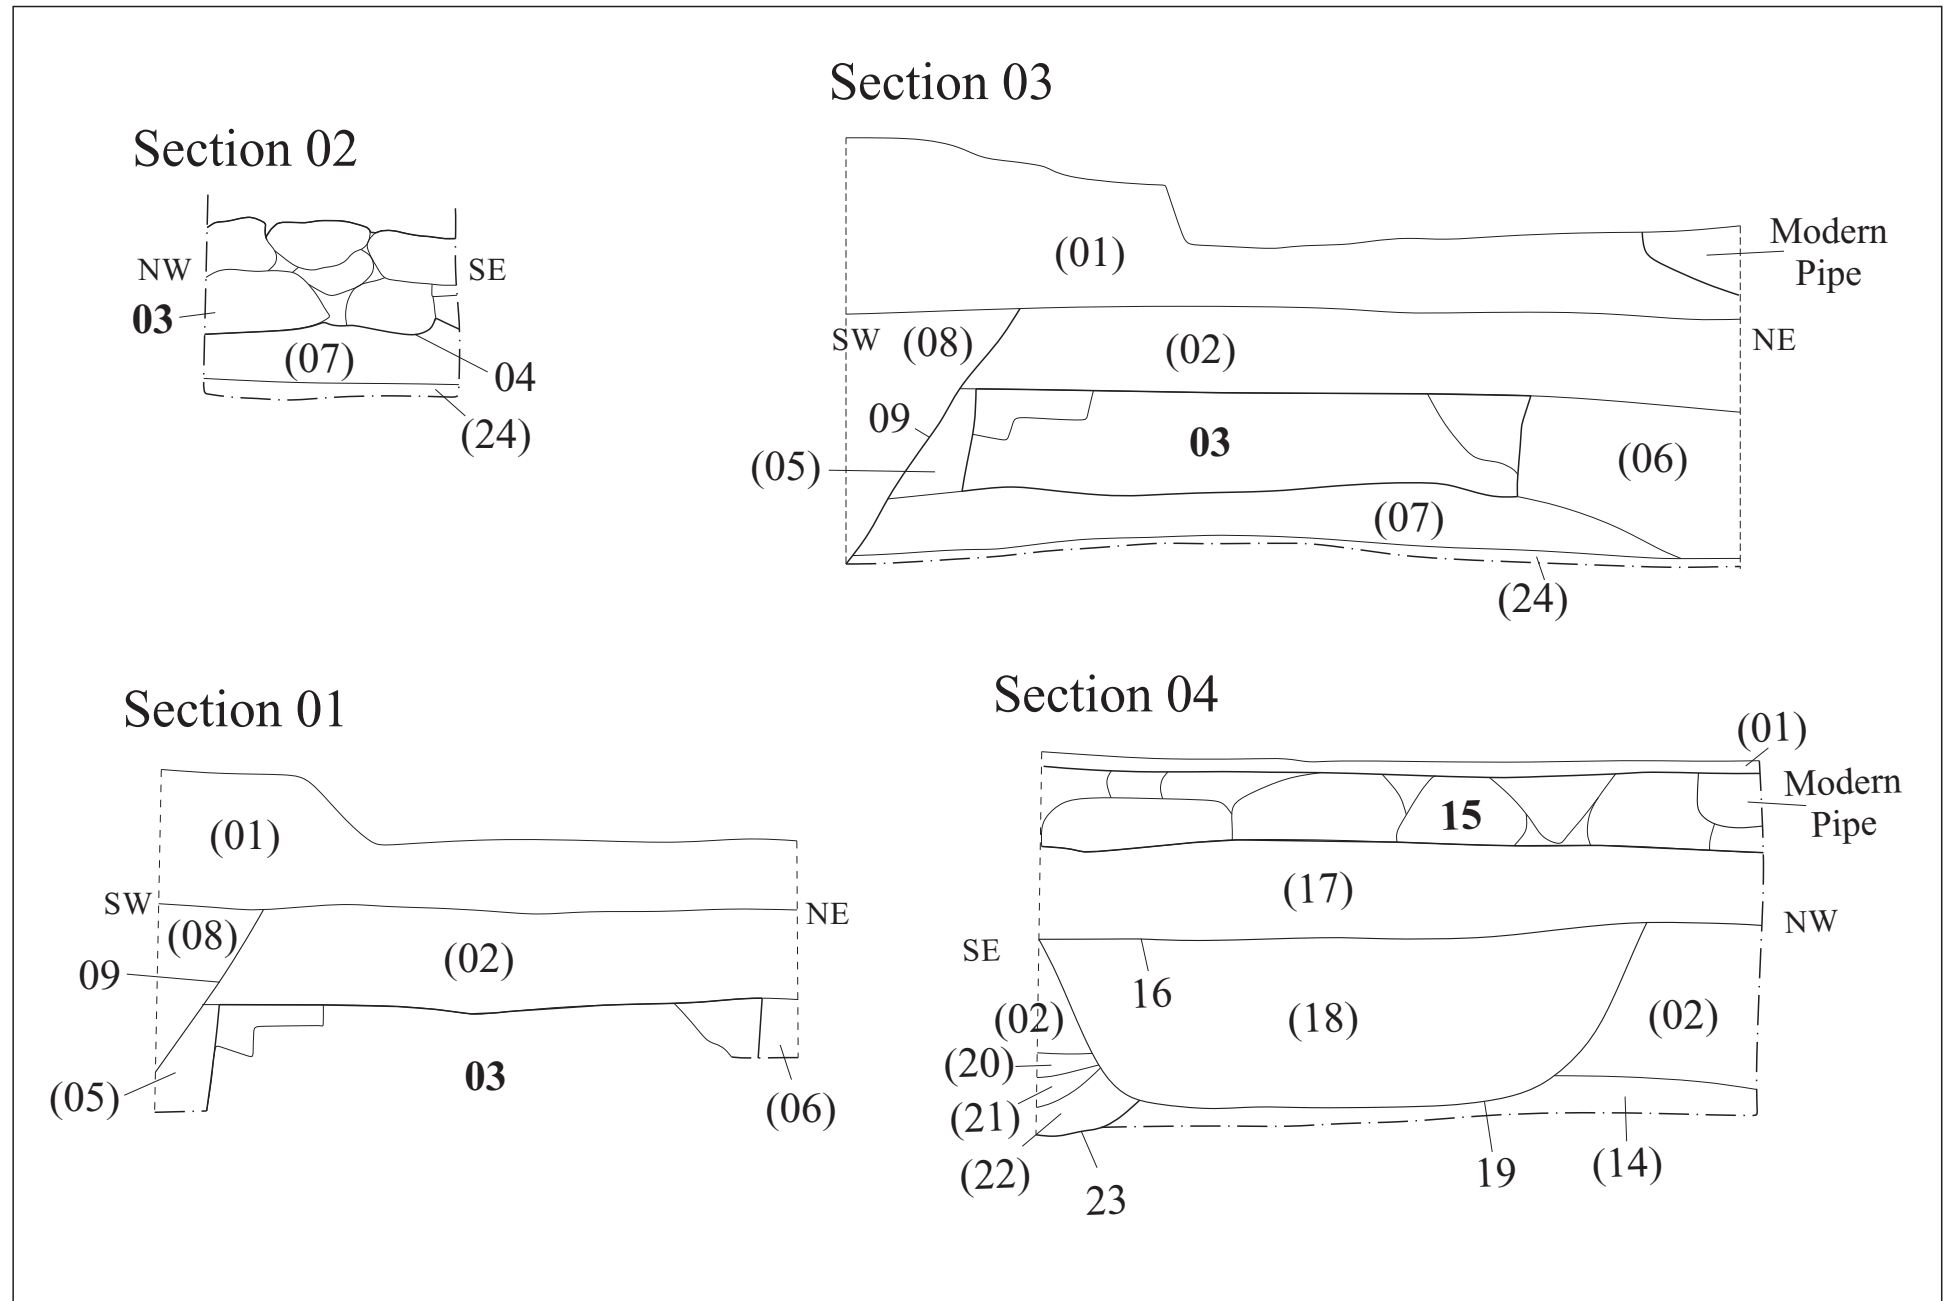 Section 02
NW
SE
03
(07)
04
(24)
Section 03
(01)
Modern
Pipe
SW
(08)
(02)
NE
09
03
(05)
(06)
(07)
(24)
Section 01
(01)
SW
(08)
NE
09
(02)
03
(05)
(06)
Section 04
(01)
Modern
Pipe
15
(17)
SE
NW
16
(02)
(18)
(02)
(20)
(21)
(22)
23
19
(14)